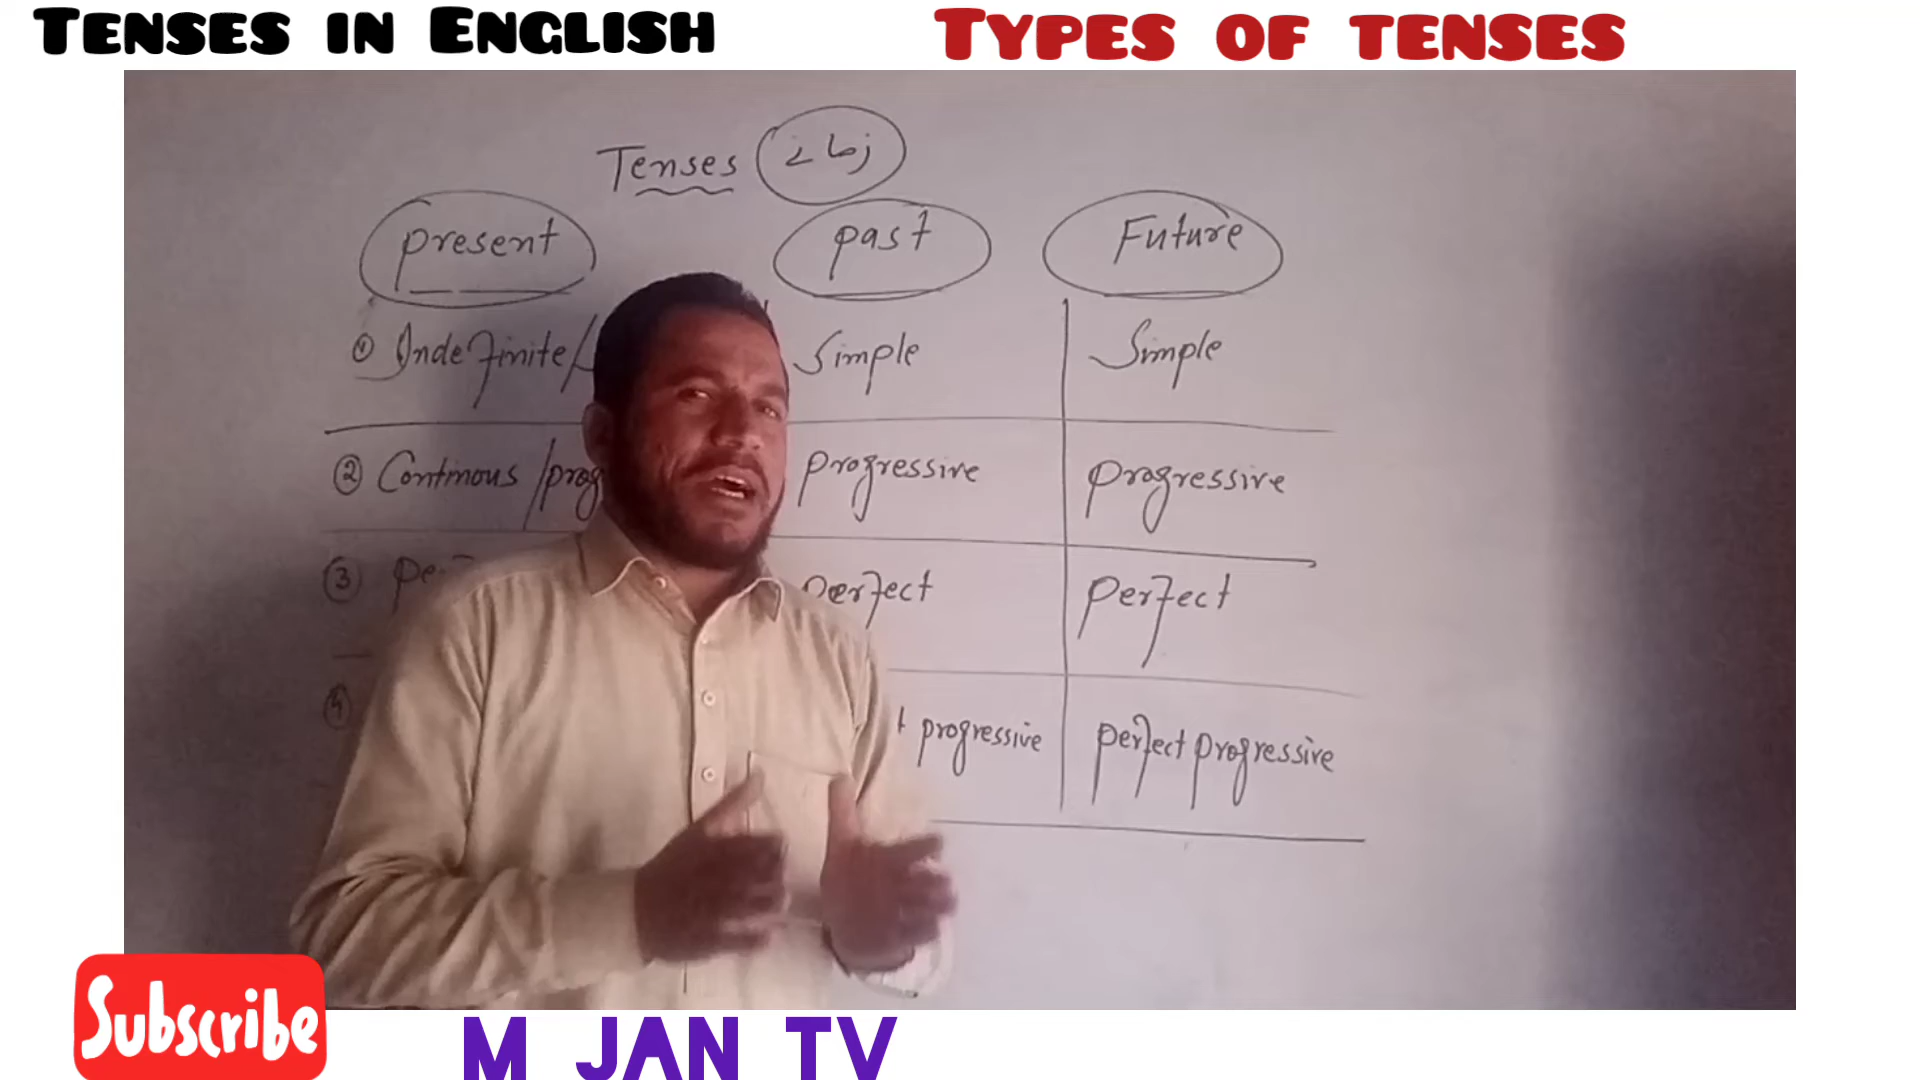 TENSES IN ENGLISH TYPES OF TENSES
Tenses زمانے
present past Future
① Indefinite/ Simple Simple
② Continous /prog progressive progressive
③ pe perfect perfect
④ t progressive perfect progressive
Subscribe M JAN TV